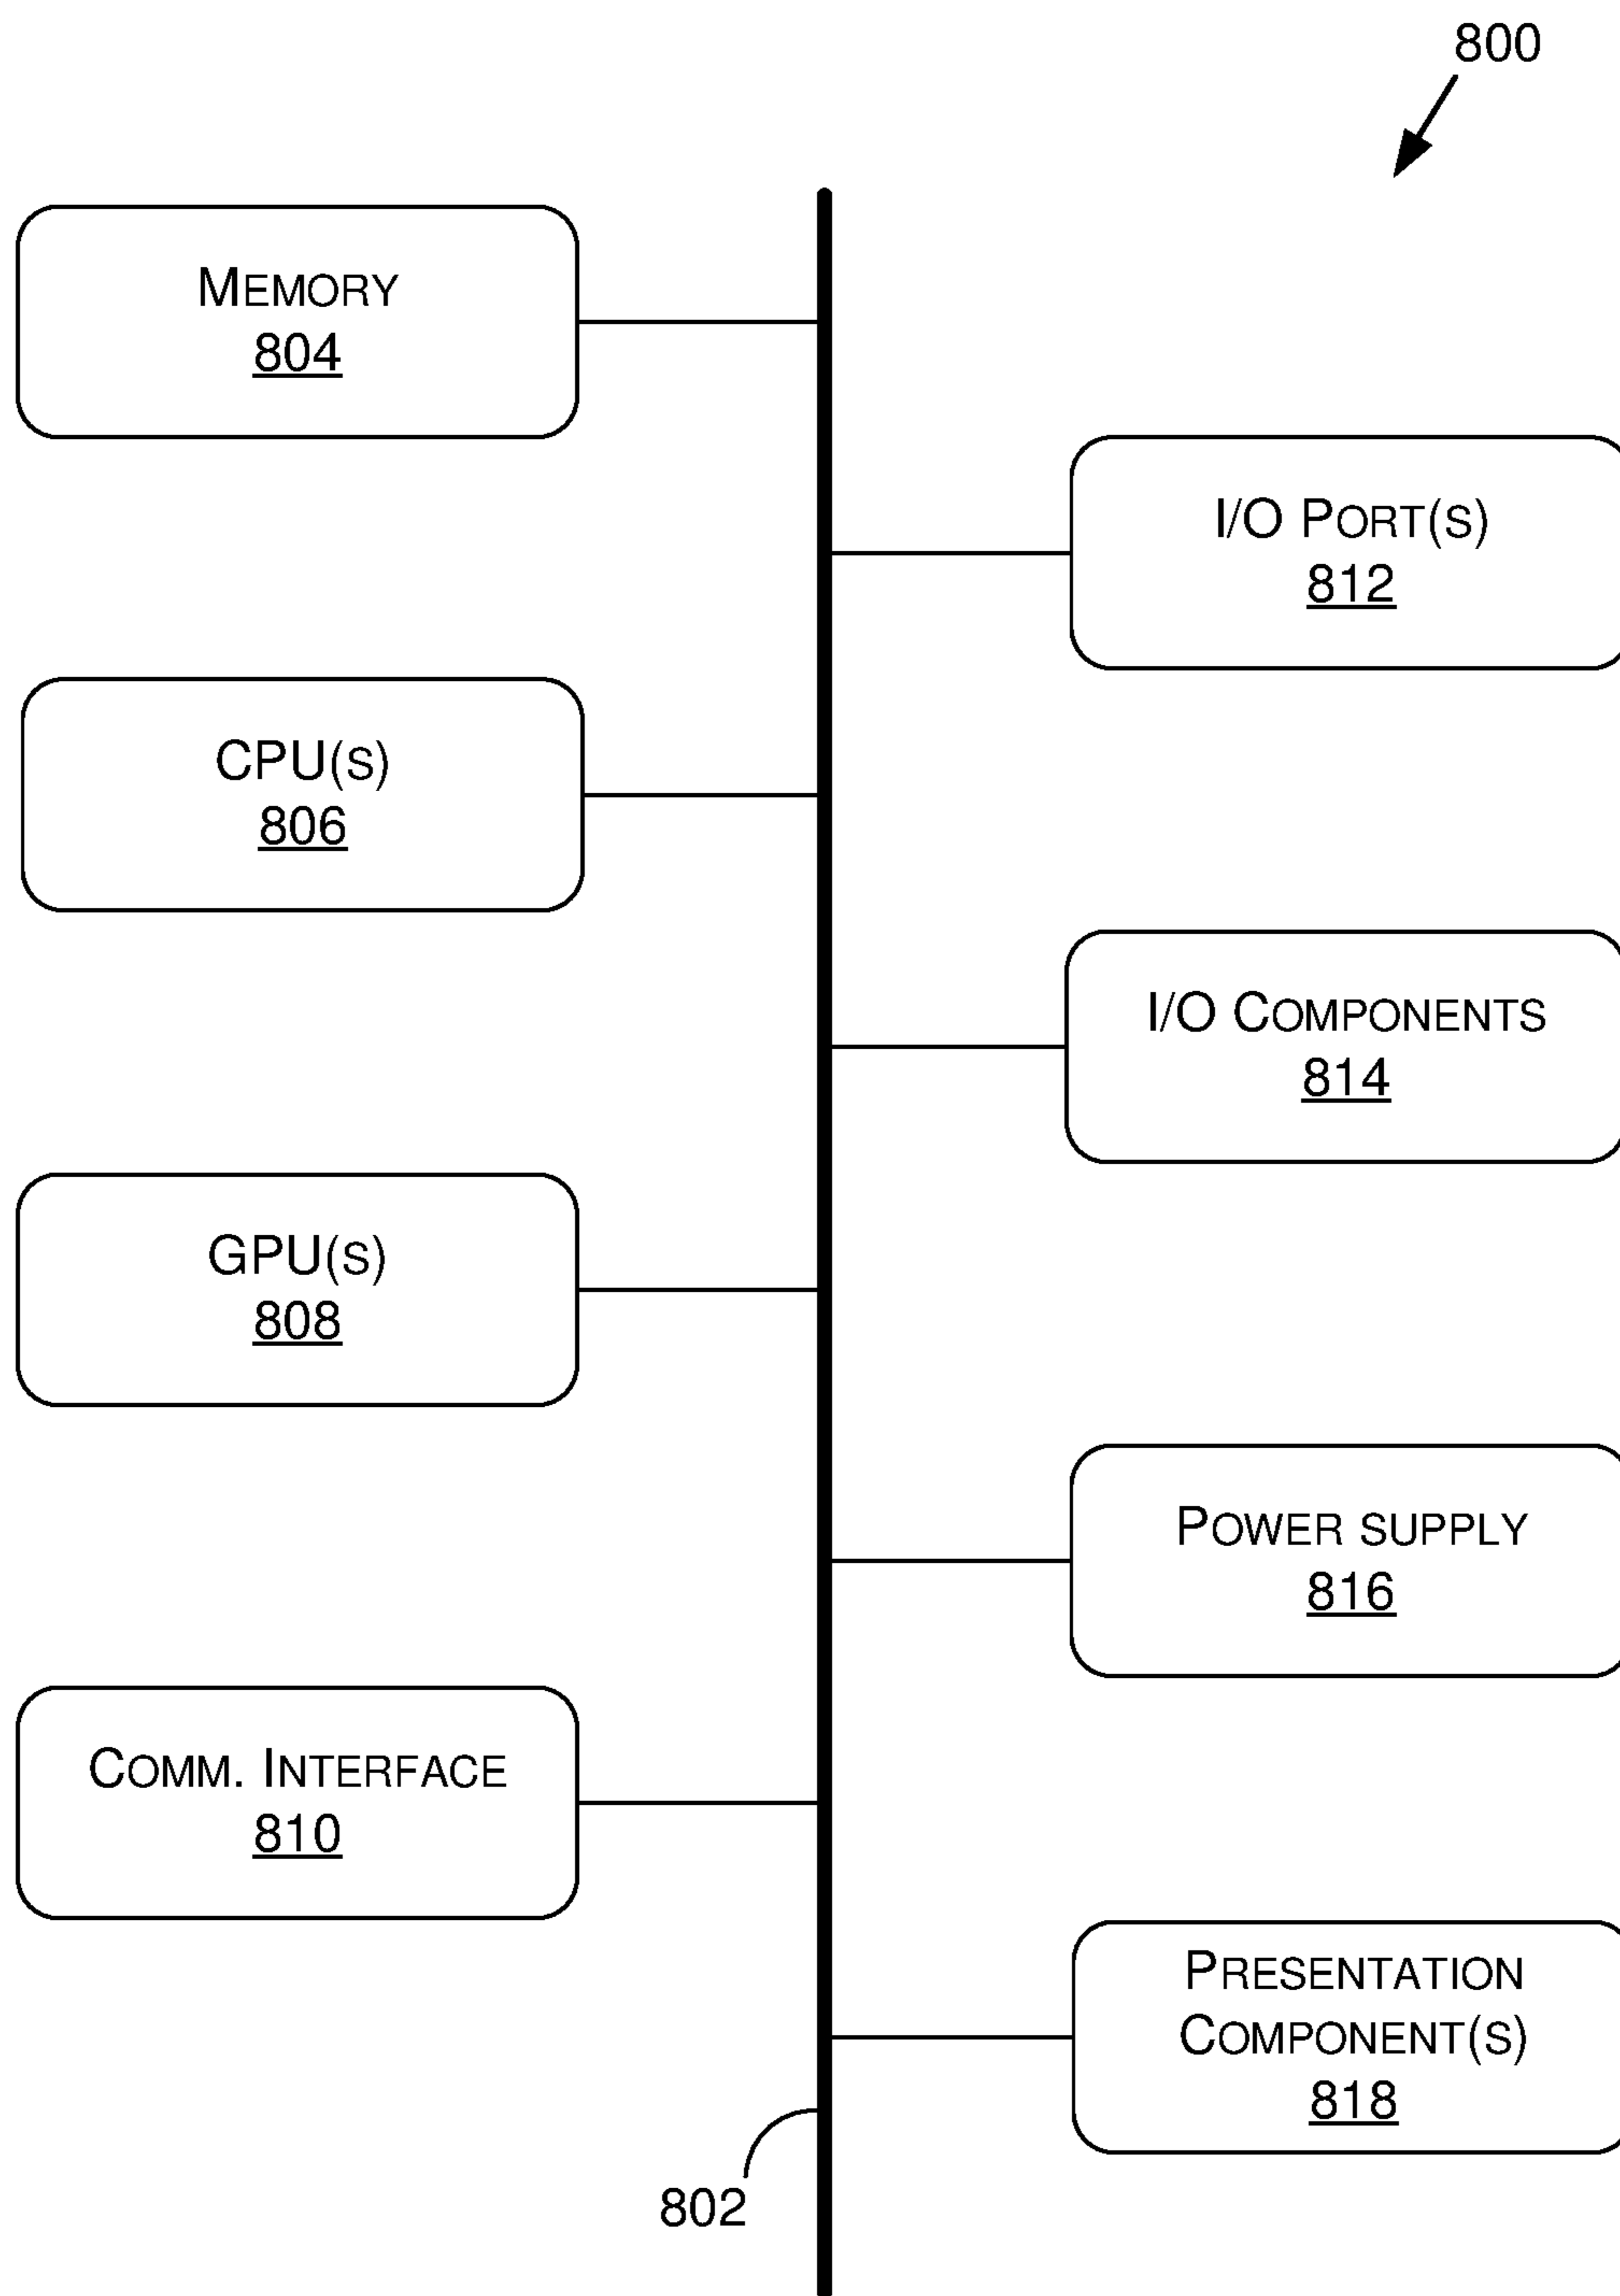 800
MEMORY
804
I/O PORT(S)
812
CPU(S)
806
I/O COMPONENTS
814
GPU(S)
808
POWER SUPPLY
816
COMM. INTERFACE
810
PRESENTATION
COMPONENT(S)
818
802